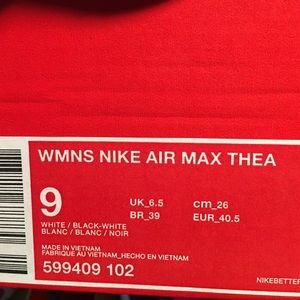 WMNS NIKE AIR MAX THEA
9
UK_6.5 cm_26
BR_39 EUR_40.5
WHITE / BLACK-WHITE
BLANC / BLANC / NOIR
MADE IN VIETNAM
FABRIQUE AU VIETNAM_HECHO EN VIETNAM
599409 102
NIKEBETTER